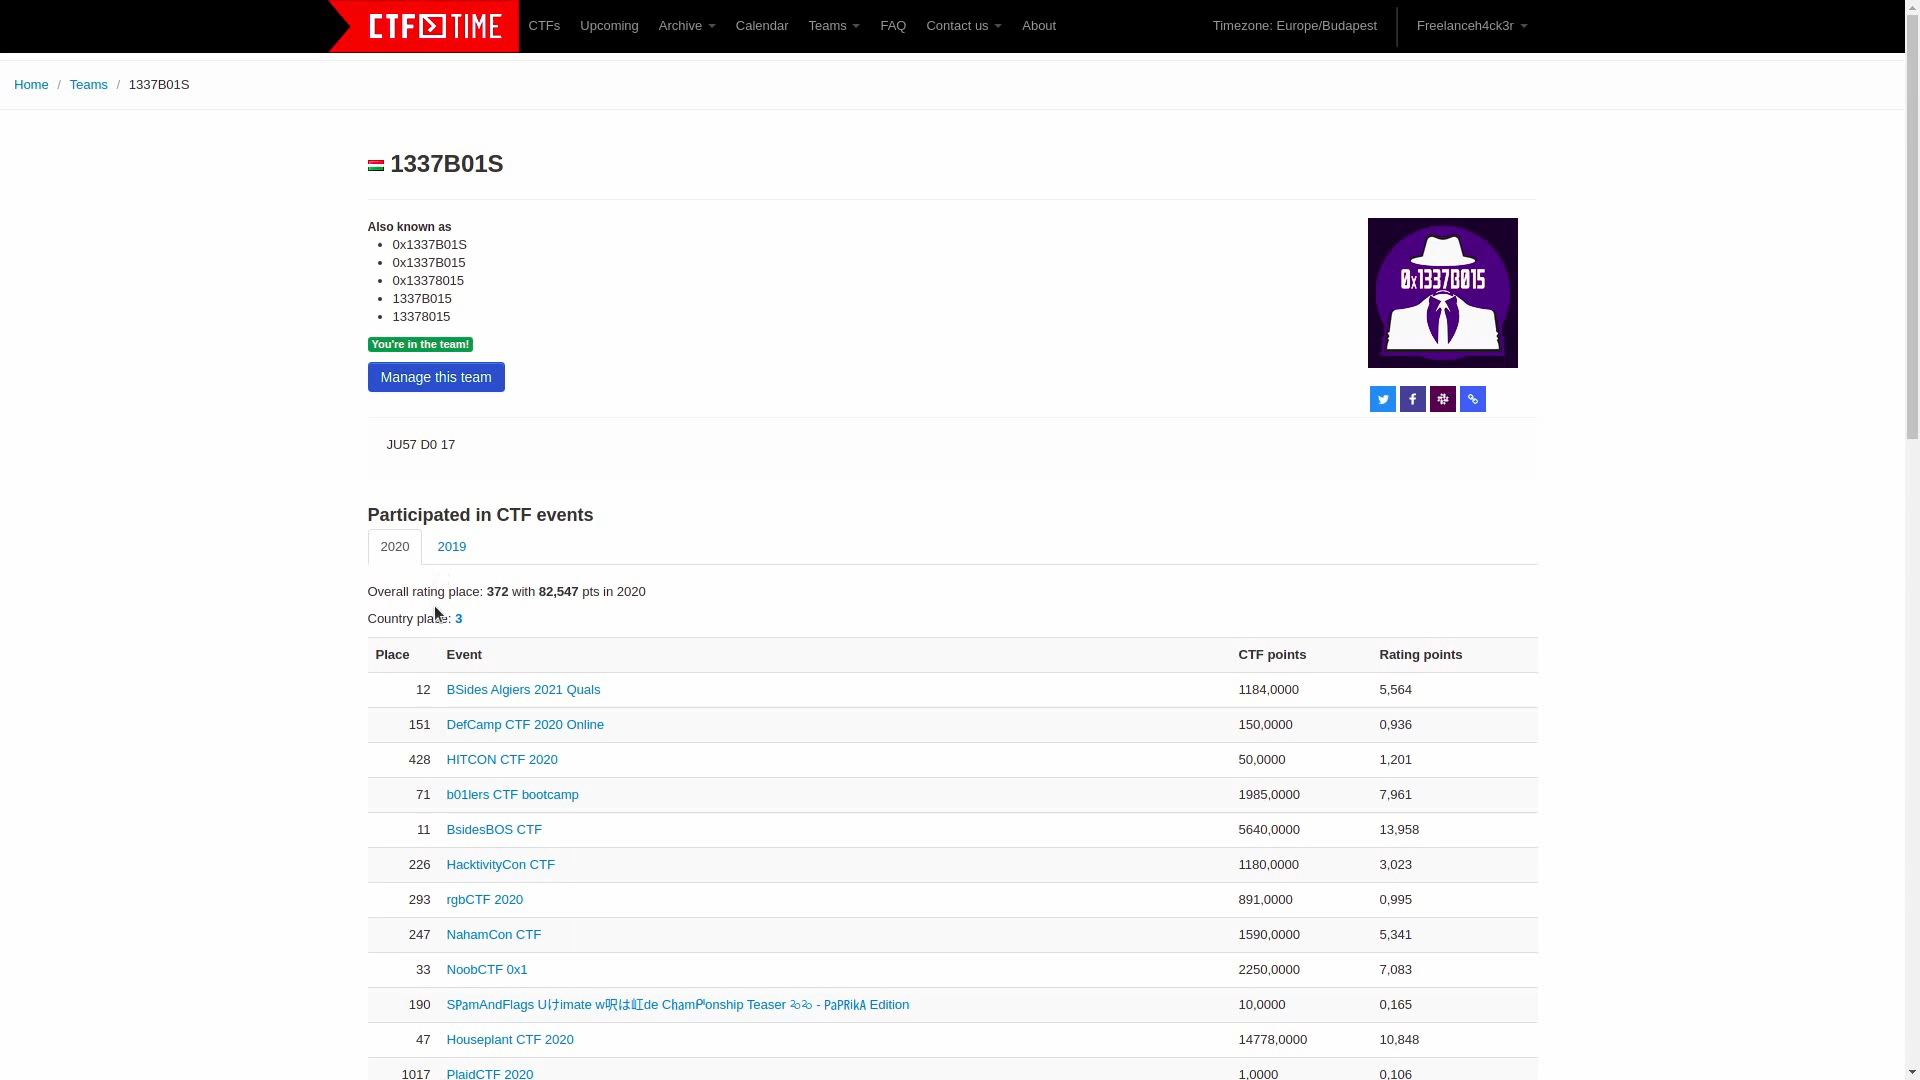 CTF TIME CTFs Upcoming Archive Calendar Teams FAQ Contact us About Timezone: Europe/Budapest Freelanceh4ck3r
Home / Teams / 1337B01S
1337B01S
Also known as
0x1337B01S
0x1337B015
0x13378015
1337B015
13378015
0x1337B015
You're in the team!
Manage this team
JU57 D0 17
Participated in CTF events
2020 2019
Overall rating place: 372 with 82,547 pts in 2020
Country place: 3
Place Event CTF points Rating points
12 BSides Algiers 2021 Quals 1184,0000 5,564
151 DefCamp CTF 2020 Online 150,0000 0,936
428 HITCON CTF 2020 50,0000 1,201
71 b01lers CTF bootcamp 1985,0000 7,961
11 BsidesBOS CTF 5640,0000 13,958
226 HacktivityCon CTF 1180,0000 3,023
293 rgbCTF 2020 891,0000 0,995
247 NahamCon CTF 1590,0000 5,341
33 NoobCTF 0x1 2250,0000 7,083
190 Teaser - Edition 10,0000 0,165
47 Houseplant CTF 2020 14778,0000 10,848
1017 PlaidCTF 2020 1,0000 0,106